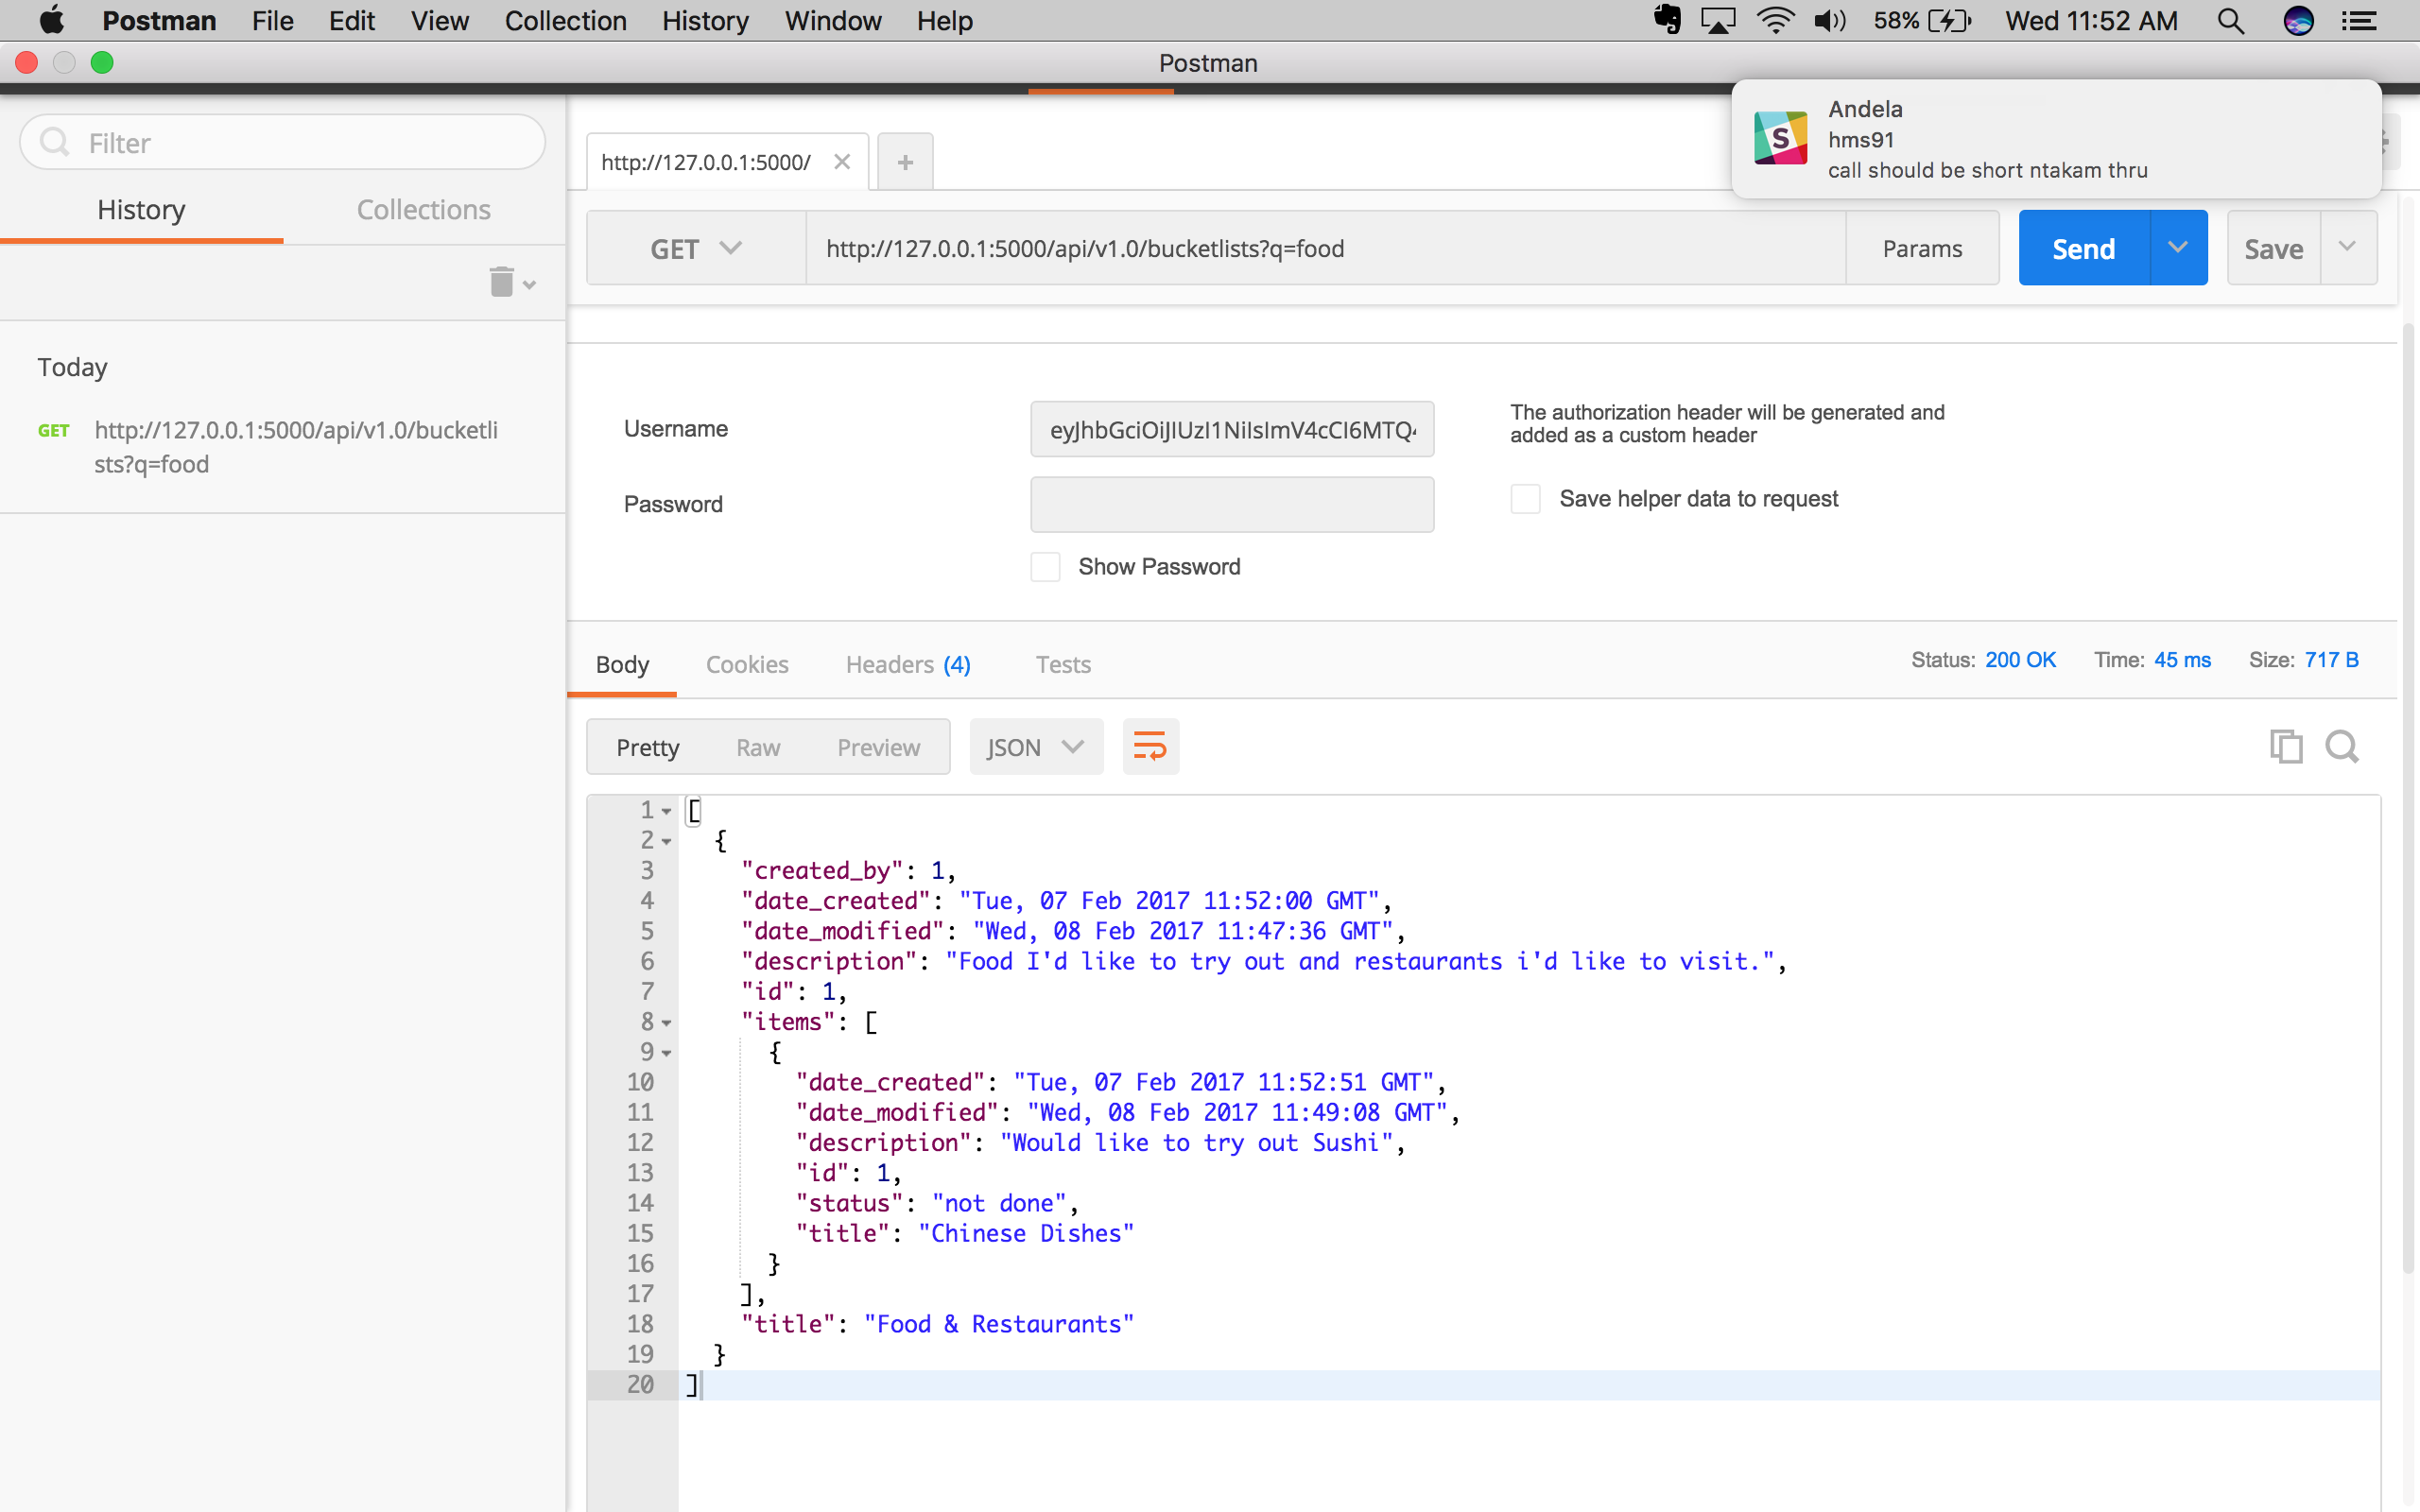 Postman File Edit View Collection History Window Help 58% Wed 11:52 AM
Postman
Andela
hms91
call should be short ntakam thru
Filter
History Collections
Today
GET http://127.0.0.1:5000/api/v1.0/bucketli
sts?q=food
http://127.0.0.1:5000/
GET http://127.0.0.1:5000/api/v1.0/bucketlists?q=food Params Send Save
Username
The authorization header will be generated and
added as a custom header
Password
Save helper data to request
Show Password
Body Cookies Headers (4) Tests Status: 200 OK Time: 45 ms Size: 717 B
Pretty Raw Preview JSON
1 [
2 {
3 "created_by": 1,
4 "date_created": "Tue, 07 Feb 2017 11:52:00 GMT",
5 "date_modified": "Wed, 08 Feb 2017 11:47:36 GMT",
6 "description": "Food I'd like to try out and restaurants i'd like to visit.",
7 "id": 1,
8 "items": [
9 {
10 "date_created": "Tue, 07 Feb 2017 11:52:51 GMT",
11 "date_modified": "Wed, 08 Feb 2017 11:49:08 GMT",
12 "description": "Would like to try out Sushi",
13 "id": 1,
14 "status": "not done",
15 "title": "Chinese Dishes"
16 }
17 ],
18 "title": "Food & Restaurants"
19 }
20 ]